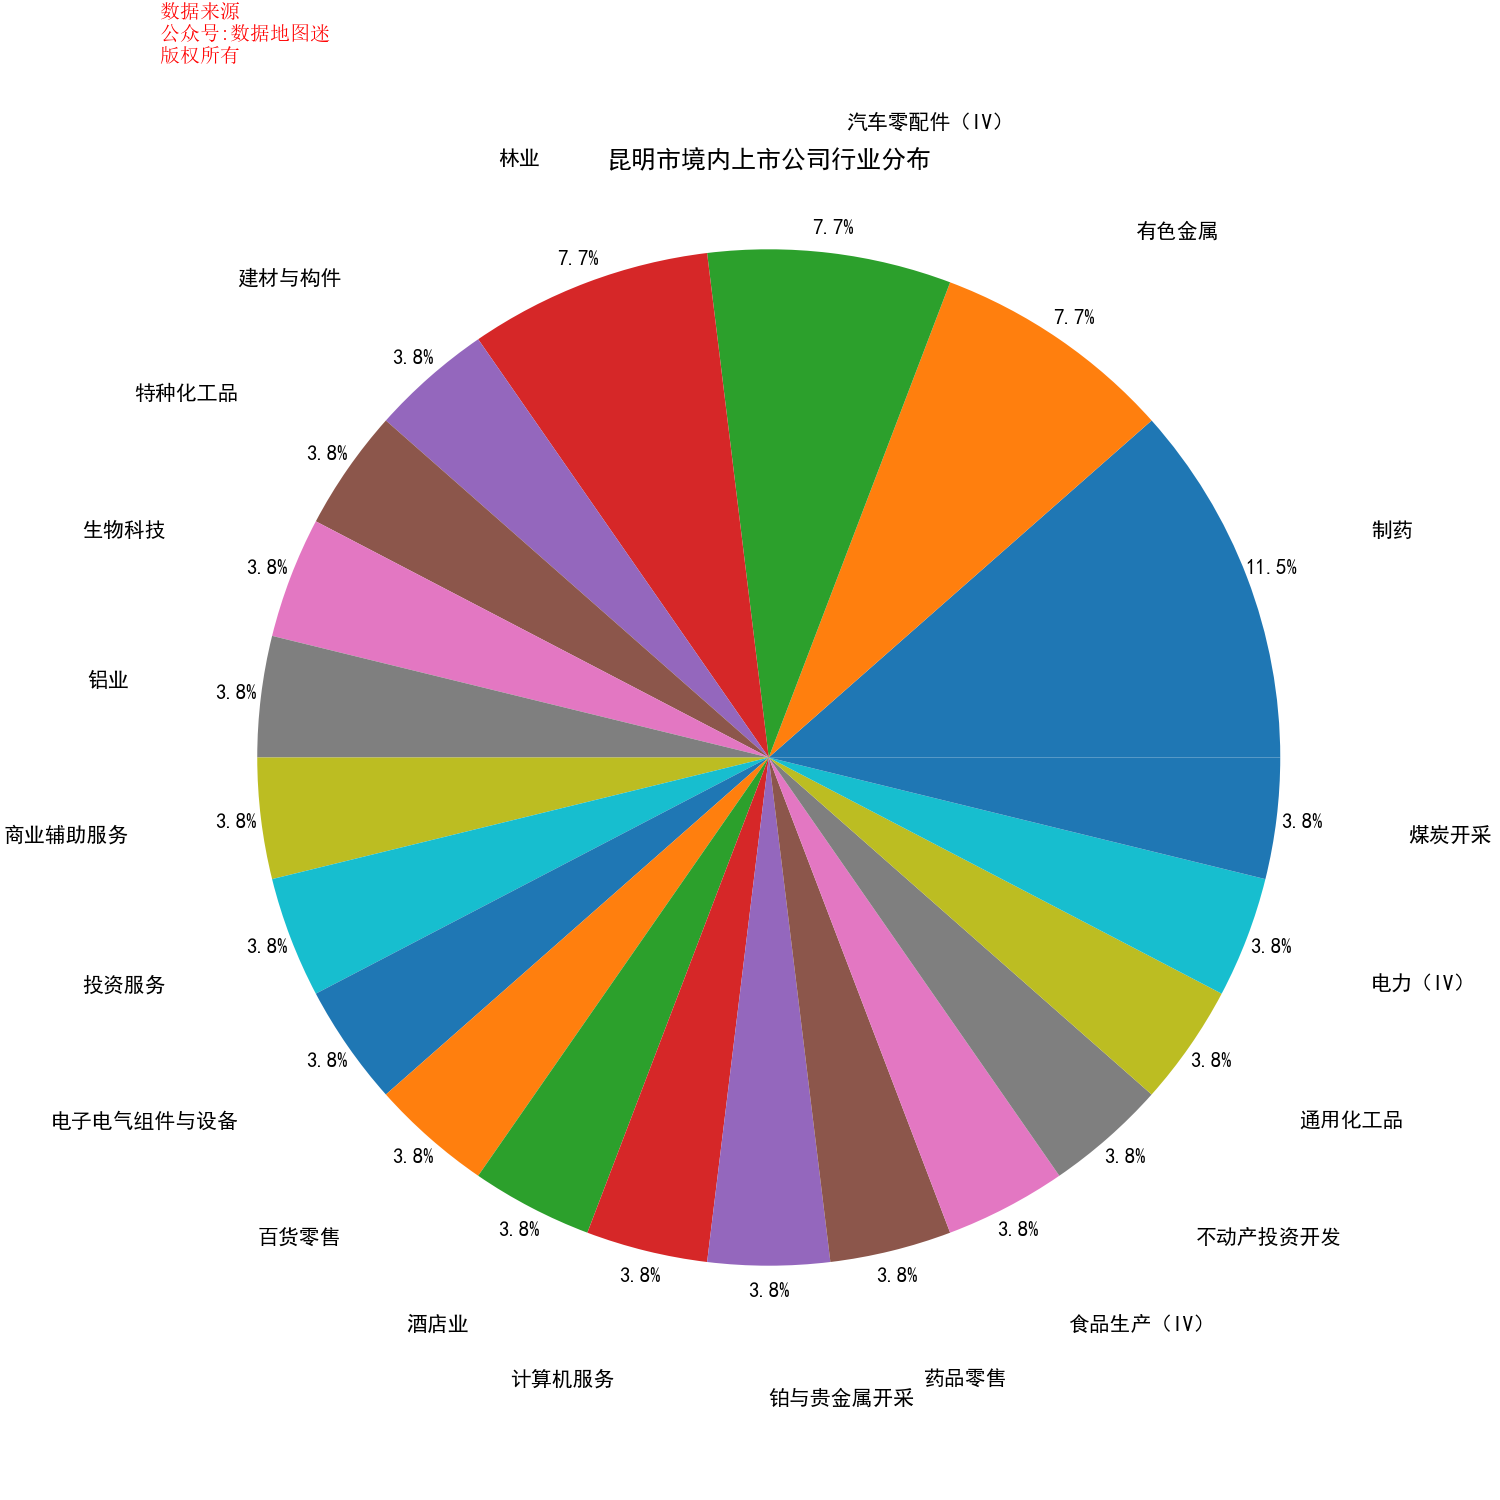 数据来源
公众号:数据地图迷
版权所有
汽车零配件（IV）
林业
昆明市境内上市公司行业分布
7.7%
有色金属
7.7%
建材与构件
7.7%
3.8%
特种化工品
3.8%
生物科技
制药
3.8%
11.5%
铝业
3.8%
商业辅助服务
3.8%
3.8%
煤炭开采
3.8%
3.8%
投资服务
电力（IV）
3.8%
3.8%
电子电气组件与设备
通用化工品
3.8%
3.8%
百货零售
不动产投资开发
3.8%
3.8%
3.8%
3.8%
3.8%
酒店业
食品生产（IV）
计算机服务
药品零售
铂与贵金属开采